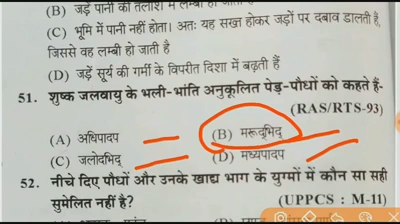 (B) जड़ें पानी की तलाश में लम्बी हो जाती
(C) भूमि में पानी नहीं होता। अतः यह सख्त होकर जड़ों पर दबाव डालती है,
जिससे वह लम्बी हो जाती है
(D) जड़ें सूर्य की गर्मी के विपरीत दिशा में बढ़ती हैं
51. शुष्क जलवायु के भली-भांति अनुकूलित पेड़-पौधों को कहते हैं-
(RAS/RTS-93)
(A) अधिपादप (B) मरूद्भिद्
(C) जलोद्भिद् (D) मध्यपादप
52. नीचे दिए पौधों और उनके खाद्य भाग के युग्मों में कौन सा सही
सुमेलित नहीं है? (UPPCS : M-11)